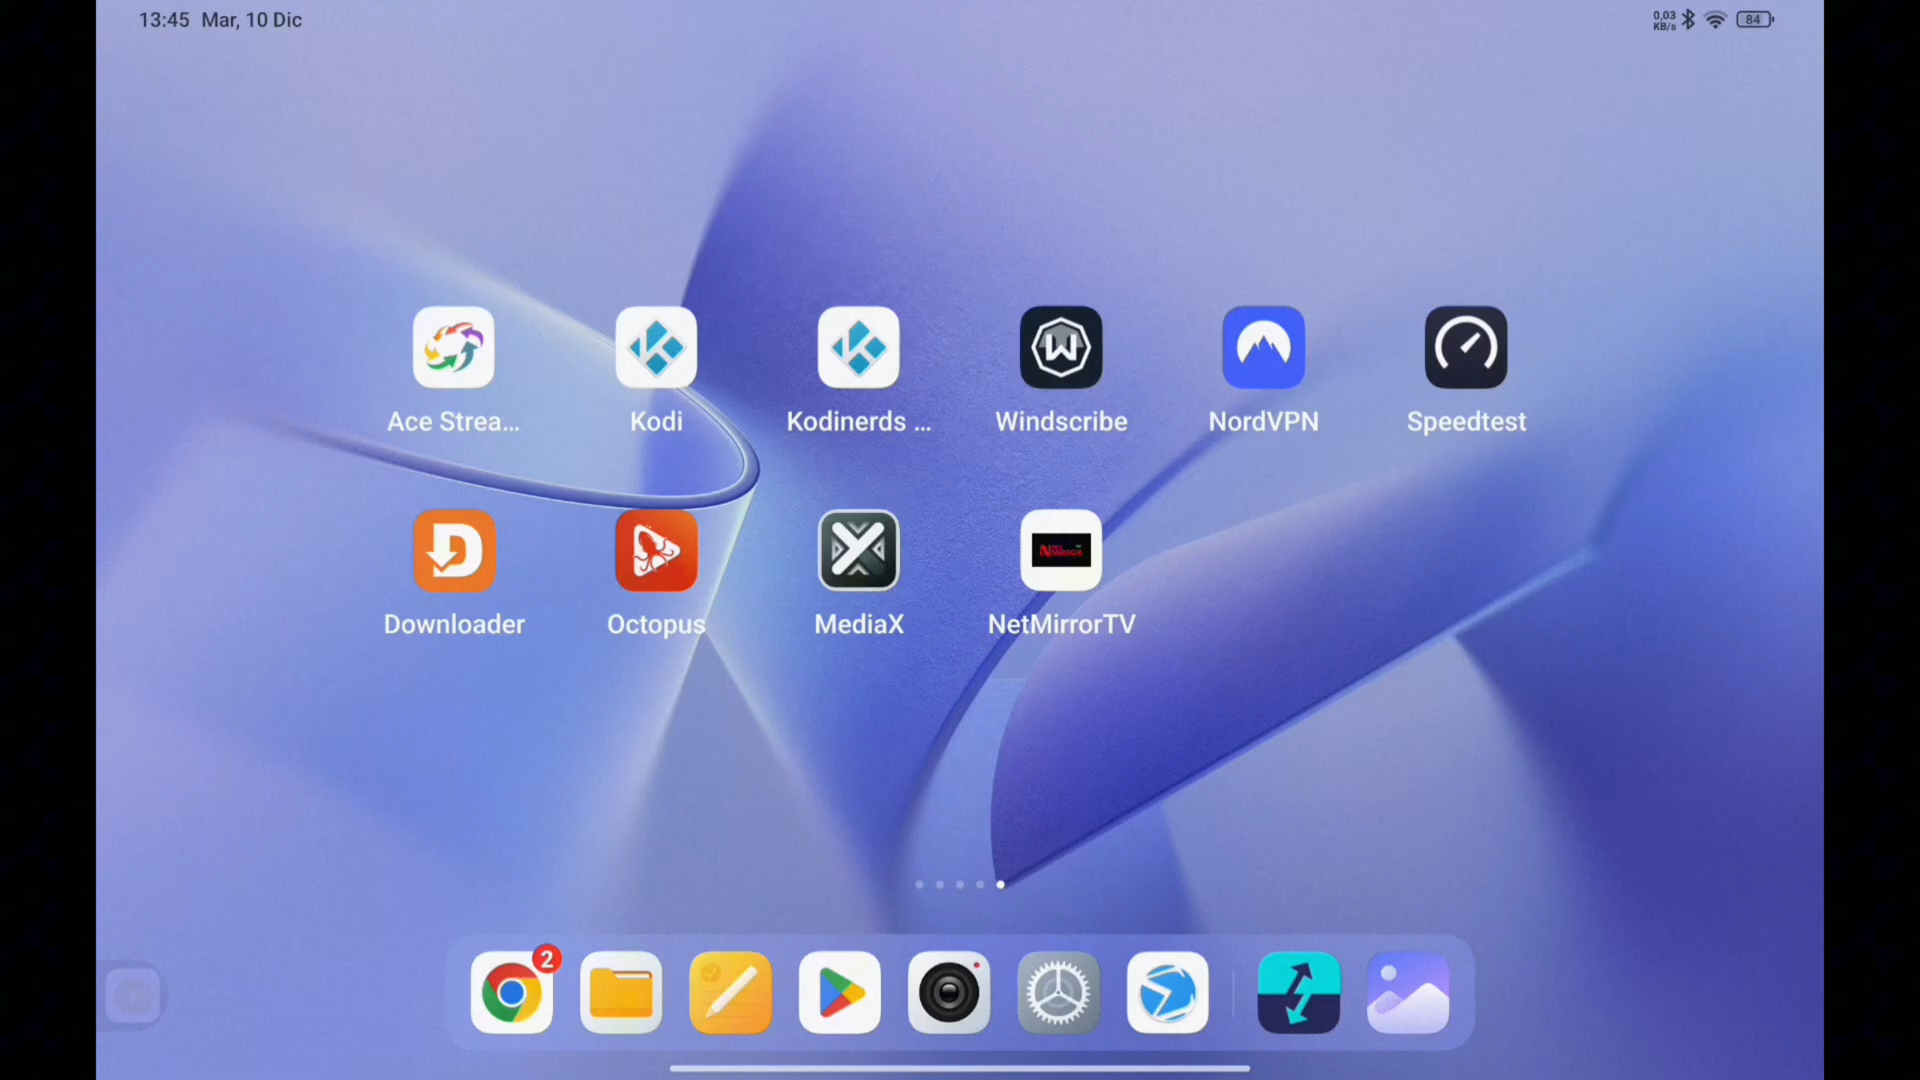 13:45 Mar, 10 Dic
0,03
KB/s
84
Ace Strea...
Kodi
Kodinerds ...
Windscribe
NordVPN
Speedtest
Downloader
Octopus
MediaX
NetMirrorTV
2